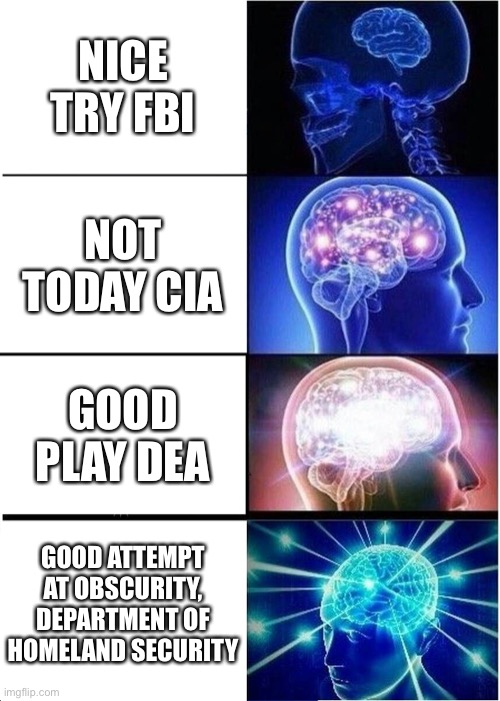 NICE
TRY FBI
NOT
TODAY CIA
GOOD
PLAY DEA
GOOD ATTEMPT
AT OBSCURITY,
DEPARTMENT OF
HOMELAND SECURITY
imgflip.com